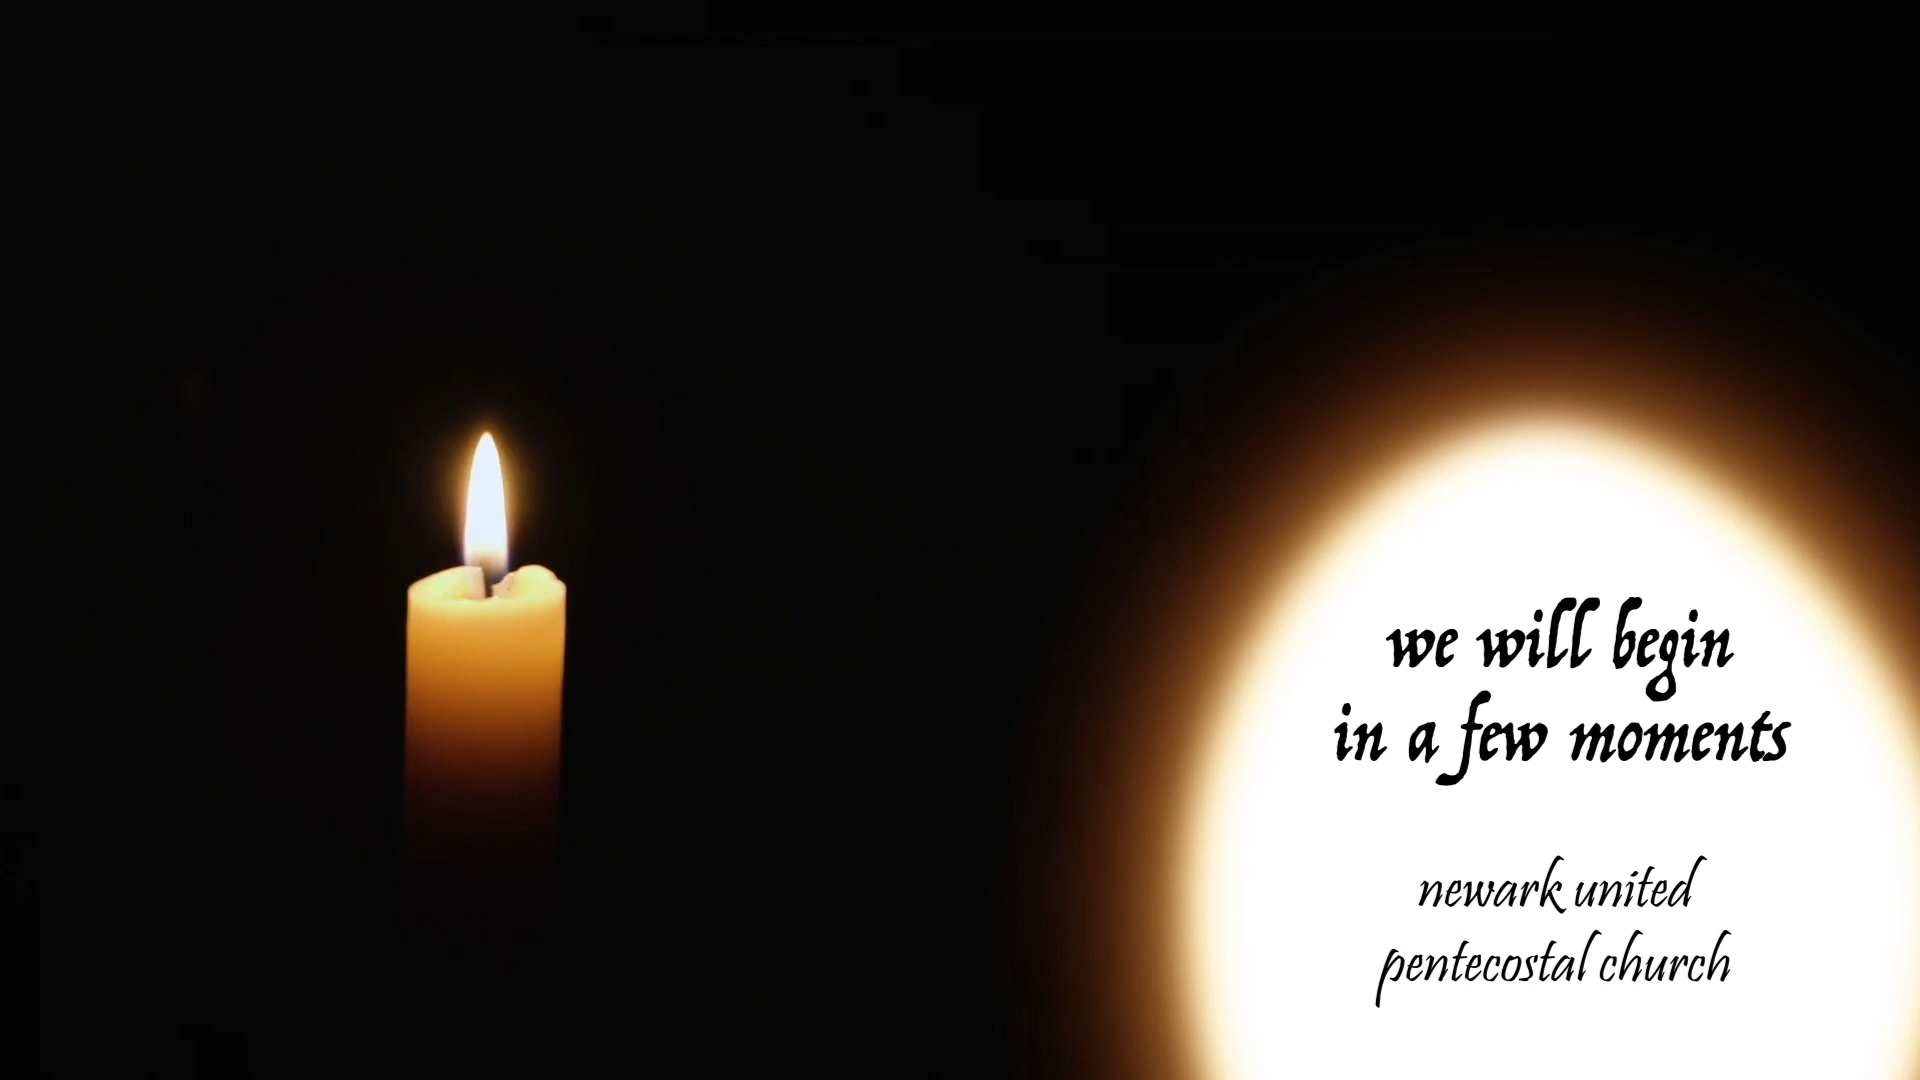 we will begin
in a few moments
newark united
pentecostal church